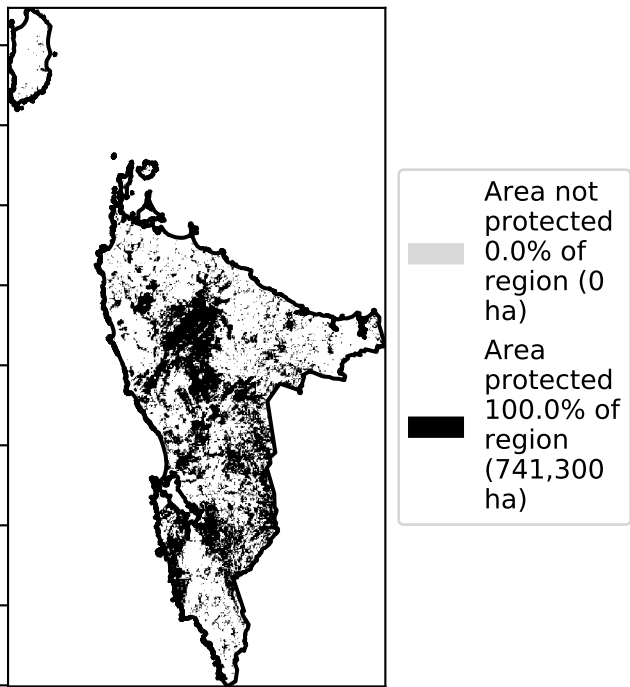 Area not
protected
0.0% of
region (0
ha)
Area
protected
100.0% of
region
(741,300
ha)